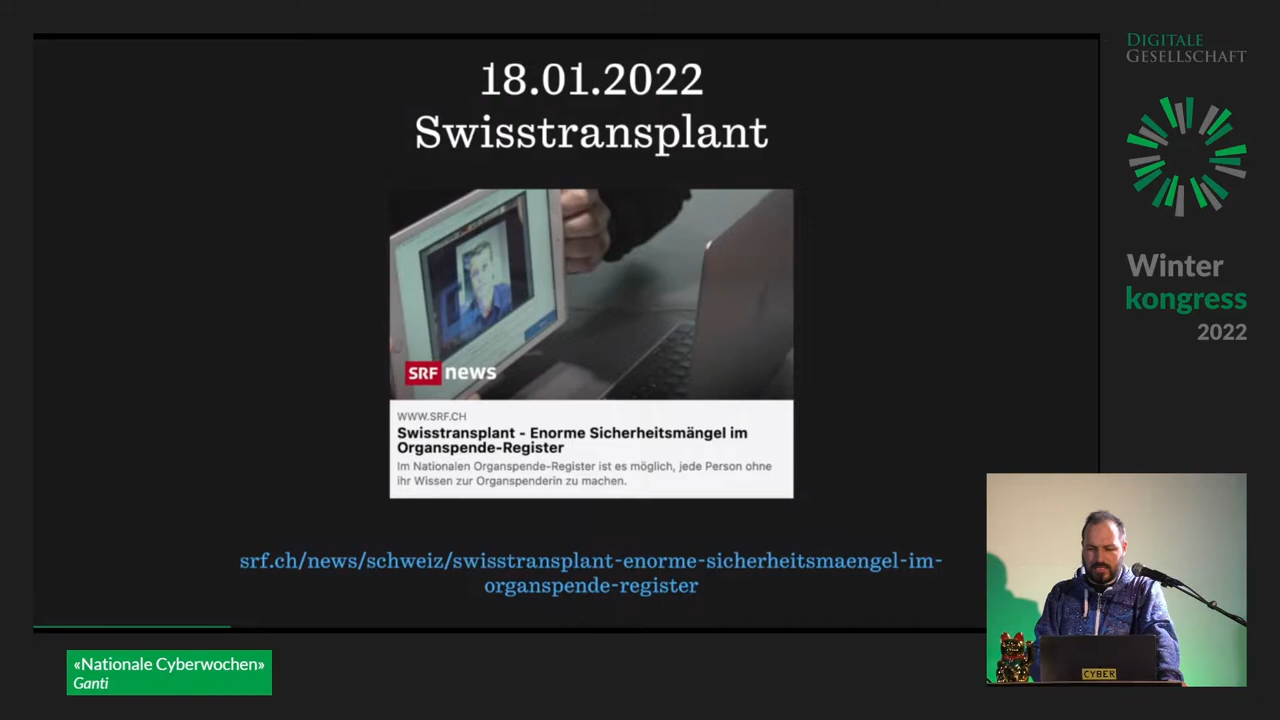 18.01.2022
Swisstransplant
SRF news
WWW.SRF.CH
Swisstransplant - Enorme Sicherheitsmängel im
Organspende-Register
Im Nationalen Organspende-Register ist es möglich, jede Person ohne
ihr Wissen zur Organspenderin zu machen.
srf.ch/news/schweiz/swisstransplant-enorme-sicherheitsmaengel-im-
organspende-register
DIGITALE
GESELLSCHAFT
Winter
kongress
2022
CYBER
«Nationale Cyberwochen»
Ganti